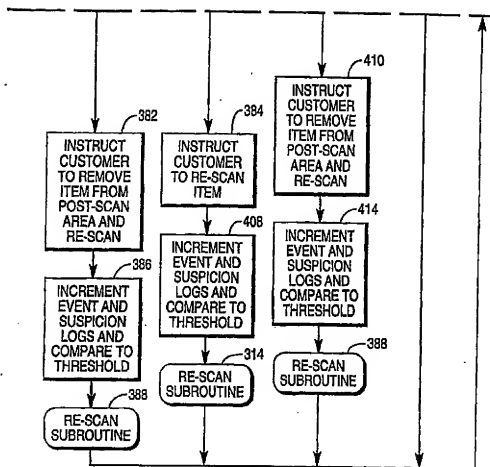 382
INSTRUCT
CUSTOMER
TO REMOVE
ITEM FROM
POST-SCAN
AREA AND
RE-SCAN
386
INCREMENT
EVENT AND
SUSPICION
LOGS AND
COMPARE TO
THRESHOLD
388
RE-SCAN
SUBROUTINE
384
INSTRUCT
CUSTOMER
TO RE-SCAN
ITEM
408
INCREMENT
EVENT AND
SUSPICION
LOGS AND
COMPARE TO
THRESHOLD
314
RE-SCAN
SUBROUTINE
410
INSTRUCT
CUSTOMER
TO REMOVE
ITEM FROM
POST-SCAN
AREA AND
RE-SCAN
414
INCREMENT
EVENT AND
SUSPICION
LOGS AND
COMPARE TO
THRESHOLD
388
RE-SCAN
SUBROUTINE